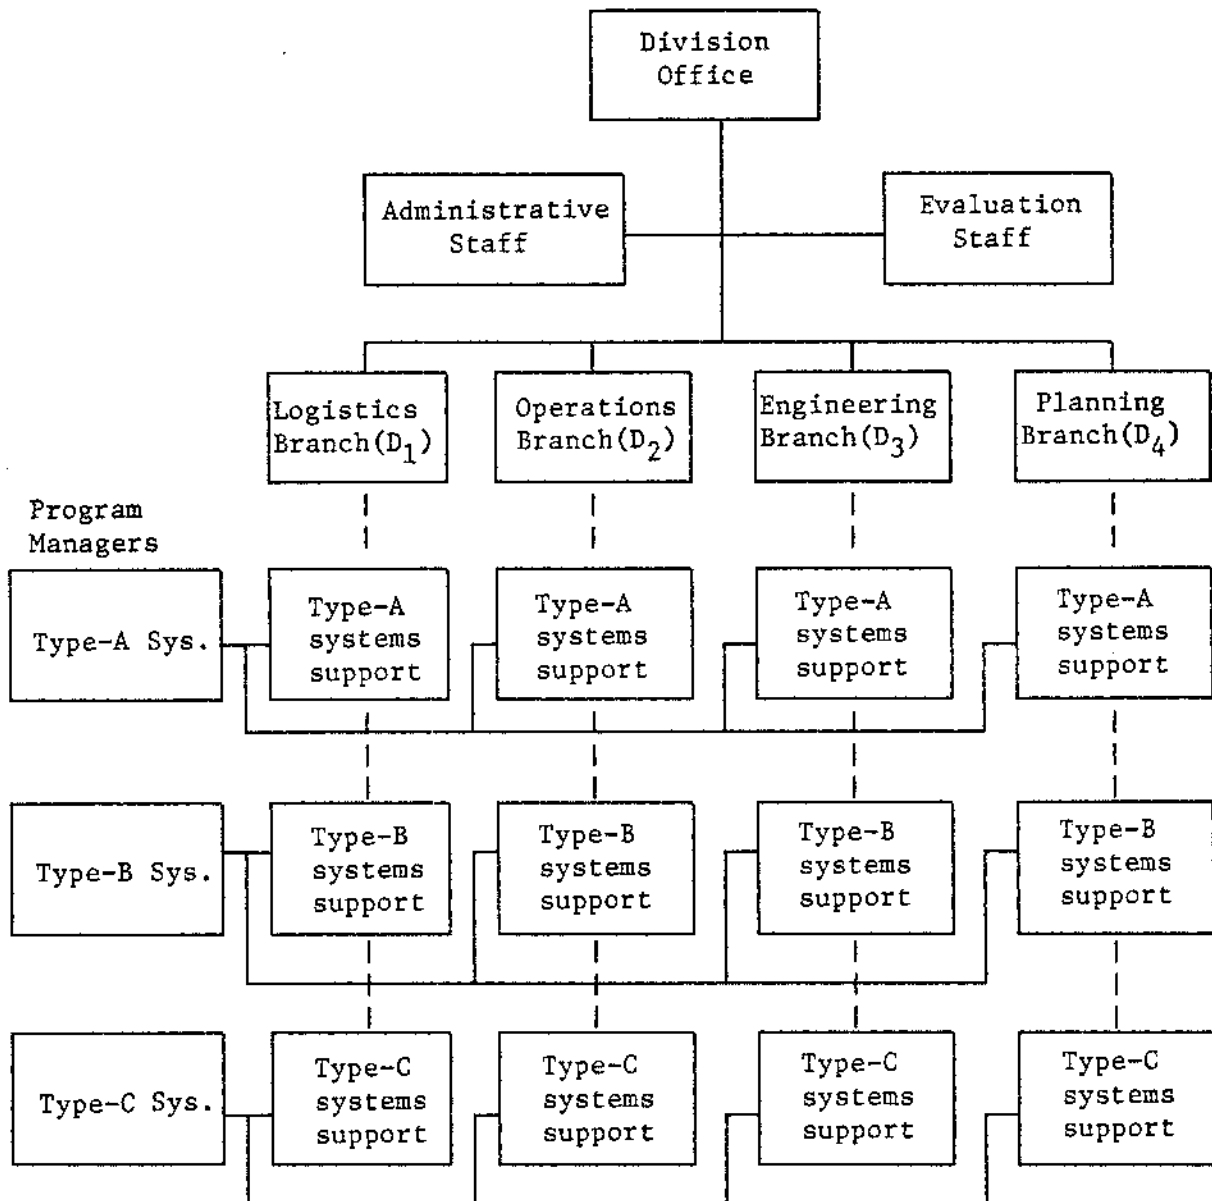 Division
Office
Administrative
Staff
Evaluation
Staff
Logistics
Branch(D₁)
Operations
Branch(D₂)
Engineering
Branch(D₃)
Planning
Branch(D₄)
Program
Managers
Type-A Sys.
Type-A
systems
support
Type-A
systems
support
Type-A
systems
support
Type-A
systems
support
Type-B Sys.
Type-B
systems
support
Type-B
systems
support
Type-B
systems
support
Type-B
systems
support
Type-C Sys.
Type-C
systems
support
Type-C
systems
support
Type-C
systems
support
Type-C
systems
support